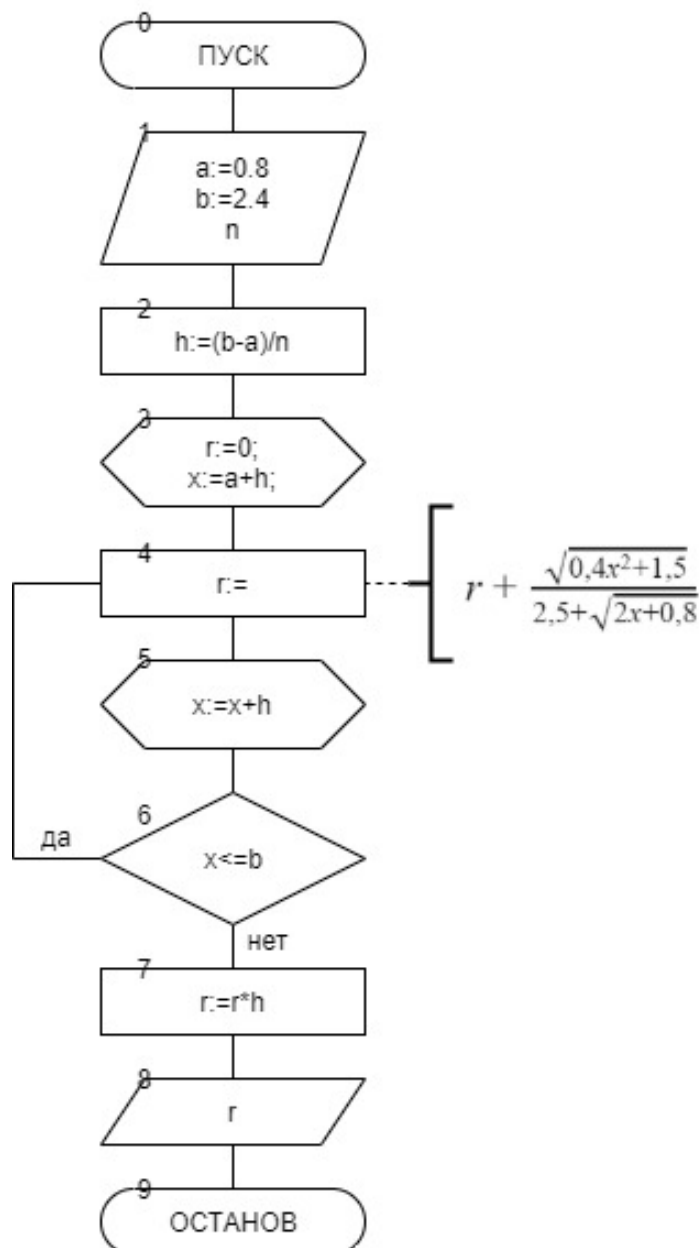 0
ПУСК
1
a:=0.8
b:=2.4
n
2
h:=(b-a)/n
3
r:=0;
x:=a+h;
4
r:=
r + √0,4x²+1,5
2,5+√2x+0,8
5
x:=x+h
6
да
x<=b
нет
7
r:=r*h
8
r
9
ОСТАНОВ